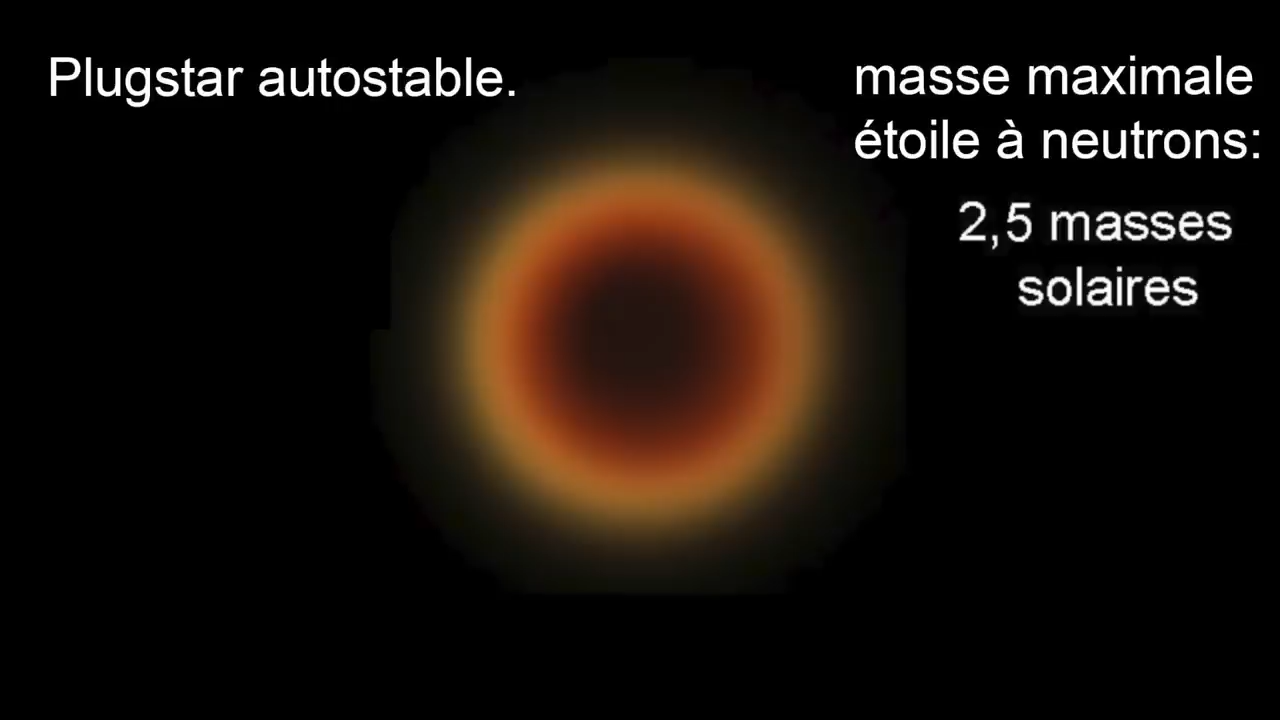 Plugstar autostable.
masse maximale
étoile à neutrons:
2,5 masses
solaires